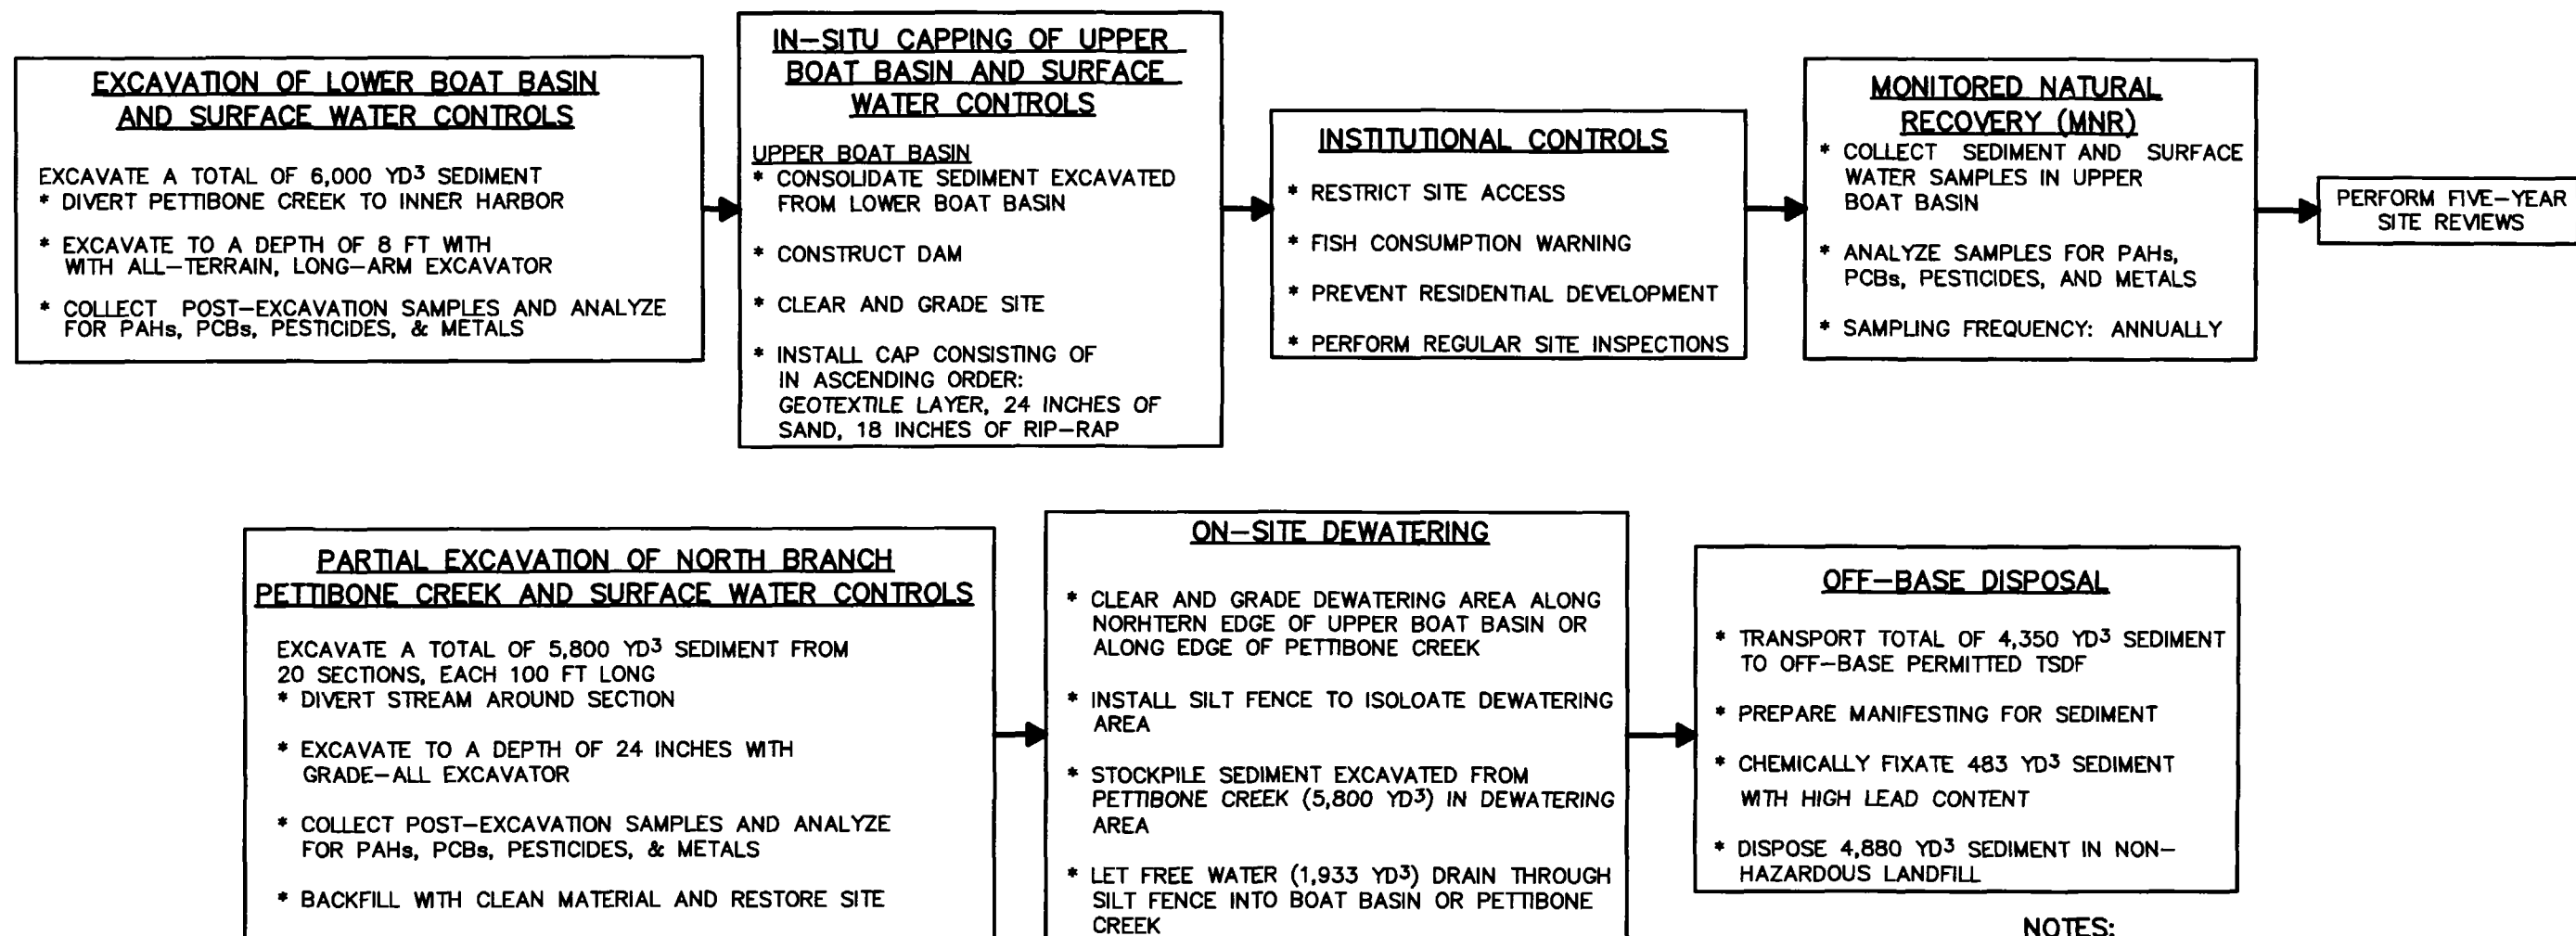 EXCAVATION OF LOWER BOAT BASIN
AND SURFACE WATER CONTROLS
EXCAVATE A TOTAL OF 6,000 YD³ SEDIMENT
* DIVERT PETTIBONE CREEK TO INNER HARBOR
* EXCAVATE TO A DEPTH OF 8 FT WITH
WITH ALL-TERRAIN, LONG-ARM EXCAVATOR
* COLLECT POST-EXCAVATION SAMPLES AND ANALYZE
FOR PAHs, PCBs, PESTICIDES, & METALS
IN-SITU CAPPING OF UPPER
BOAT BASIN AND SURFACE
WATER CONTROLS
UPPER BOAT BASIN
* CONSOLIDATE SEDIMENT EXCAVATED
FROM LOWER BOAT BASIN
* CONSTRUCT DAM
* CLEAR AND GRADE SITE
* INSTALL CAP CONSISTING OF
IN ASCENDING ORDER:
GEOTEXTILE LAYER, 24 INCHES OF
SAND, 18 INCHES OF RIP-RAP
INSTITUTIONAL CONTROLS
* RESTRICT SITE ACCESS
* FISH CONSUMPTION WARNING
* PREVENT RESIDENTIAL DEVELOPMENT
* PERFORM REGULAR SITE INSPECTIONS
MONITORED NATURAL
RECOVERY (MNR)
* COLLECT SEDIMENT AND SURFACE
WATER SAMPLES IN UPPER
BOAT BASIN
* ANALYZE SAMPLES FOR PAHs,
PCBs, PESTICIDES, AND METALS
* SAMPLING FREQUENCY: ANNUALLY
PERFORM FIVE-YEAR
SITE REVIEWS
PARTIAL EXCAVATION OF NORTH BRANCH
PETTIBONE CREEK AND SURFACE WATER CONTROLS
EXCAVATE A TOTAL OF 5,800 YD³ SEDIMENT FROM
20 SECTIONS, EACH 100 FT LONG
* DIVERT STREAM AROUND SECTION
* EXCAVATE TO A DEPTH OF 24 INCHES WITH
GRADE-ALL EXCAVATOR
* COLLECT POST-EXCAVATION SAMPLES AND ANALYZE
FOR PAHs, PCBs, PESTICIDES, & METALS
* BACKFILL WITH CLEAN MATERIAL AND RESTORE SITE
ON-SITE DEWATERING
* CLEAR AND GRADE DEWATERING AREA ALONG
NORHTERN EDGE OF UPPER BOAT BASIN OR
ALONG EDGE OF PETTIBONE CREEK
* INSTALL SILT FENCE TO ISOLOATE DEWATERING
AREA
* STOCKPILE SEDIMENT EXCAVATED FROM
PETTIBONE CREEK (5,800 YD³) IN DEWATERING
AREA
* LET FREE WATER (1,933 YD³) DRAIN THROUGH
SILT FENCE INTO BOAT BASIN OR PETTIBONE
CREEK
OFF-BASE DISPOSAL
* TRANSPORT TOTAL OF 4,350 YD³ SEDIMENT
TO OFF-BASE PERMITTED TSDF
* PREPARE MANIFESTING FOR SEDIMENT
* CHEMICALLY FIXATE 483 YD³ SEDIMENT
WITH HIGH LEAD CONTENT
* DISPOSE 4,880 YD³ SEDIMENT IN NON-
HAZARDOUS LANDFILL
NOTES: